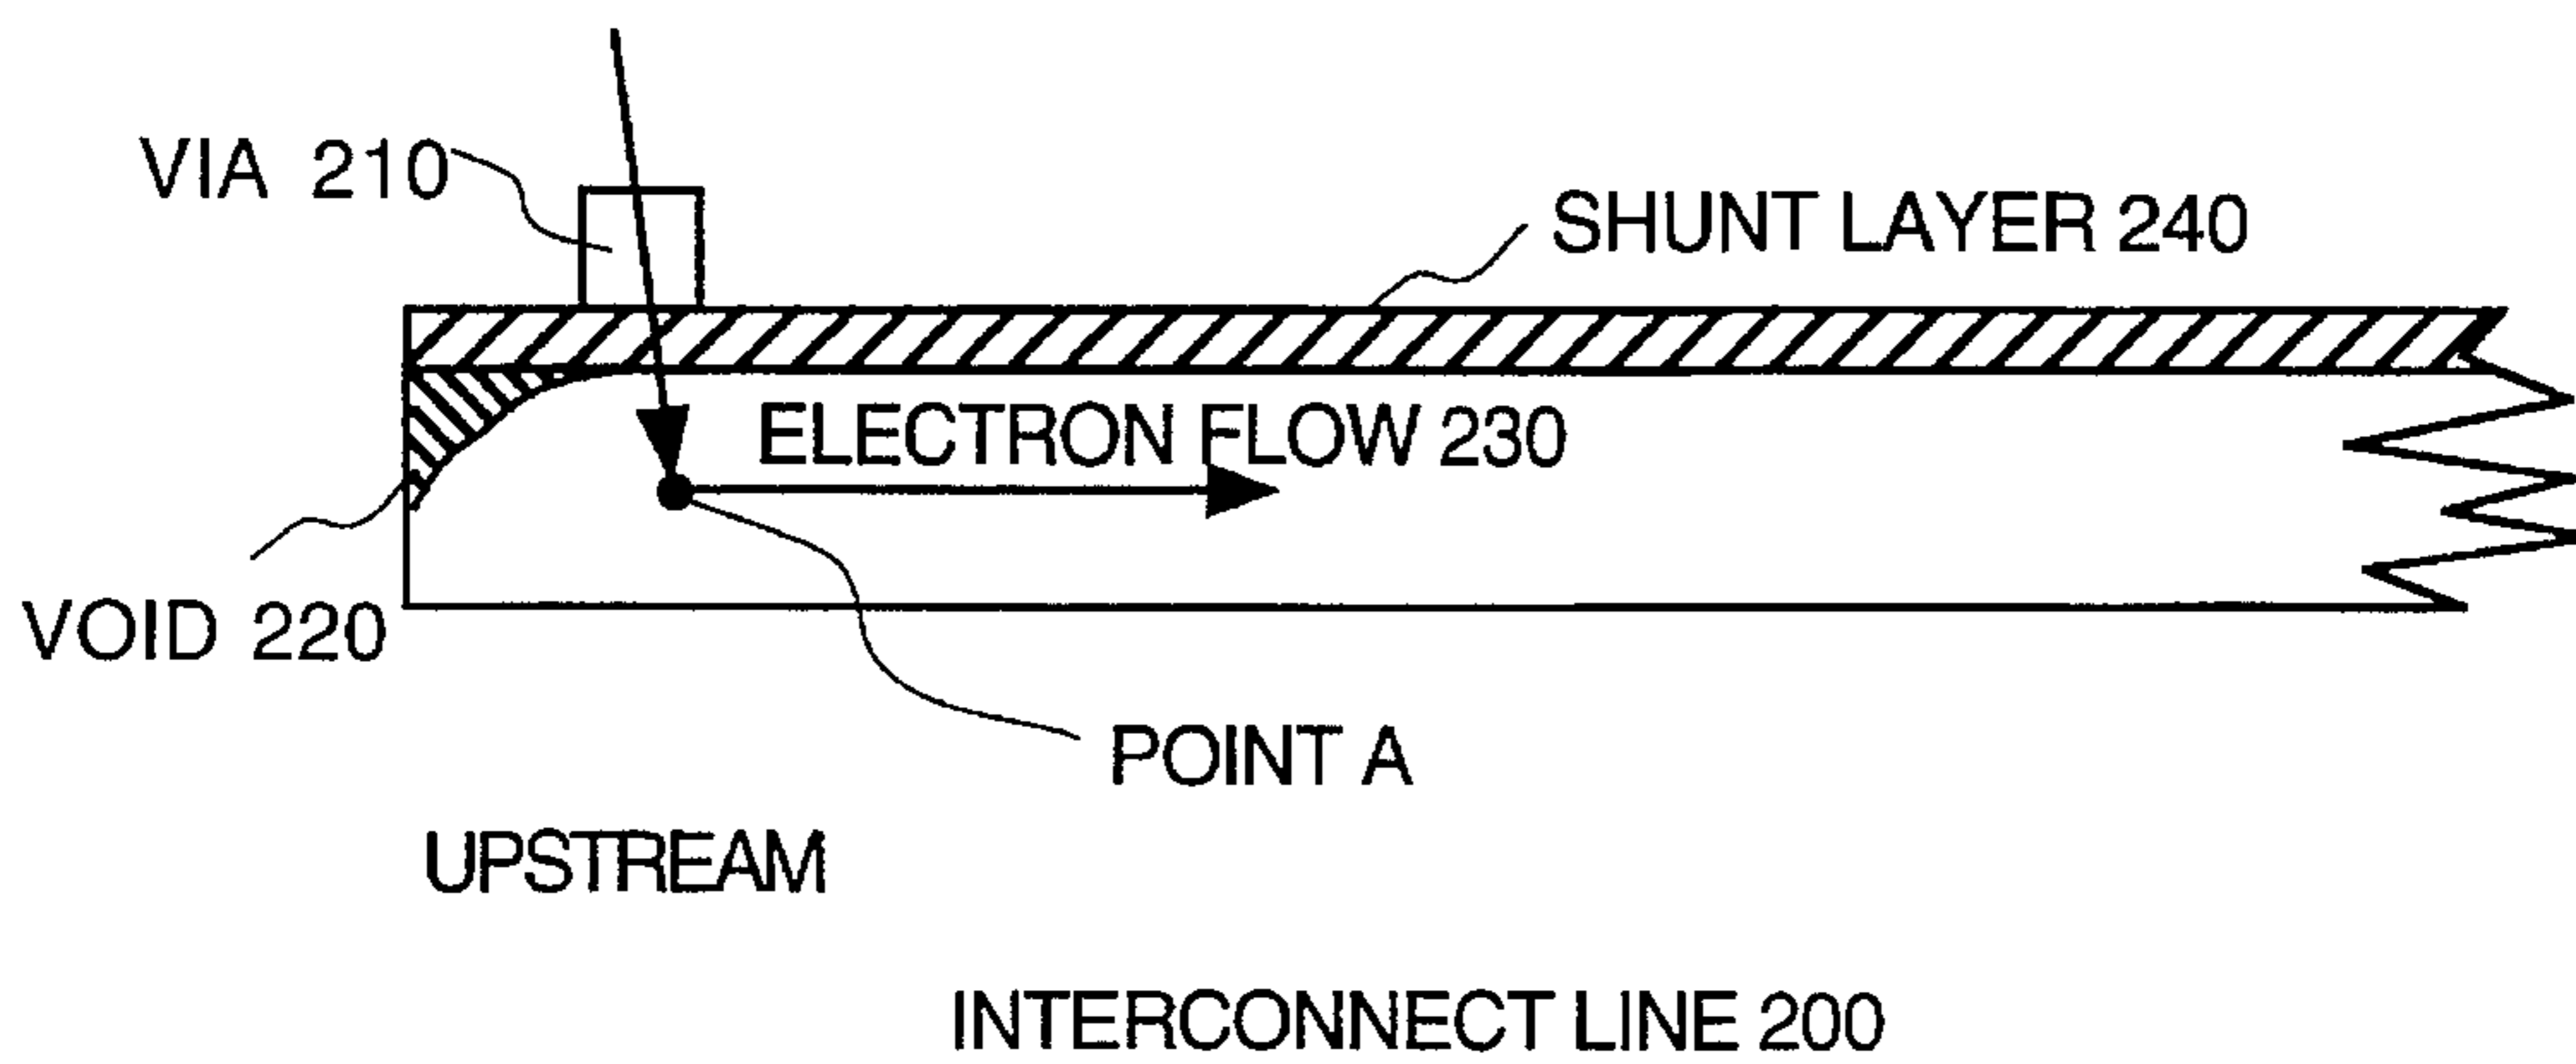 VIA 210
SHUNT LAYER 240
ELECTRON FLOW 230
VOID 220
POINT A
UPSTREAM
INTERCONNECT LINE 200